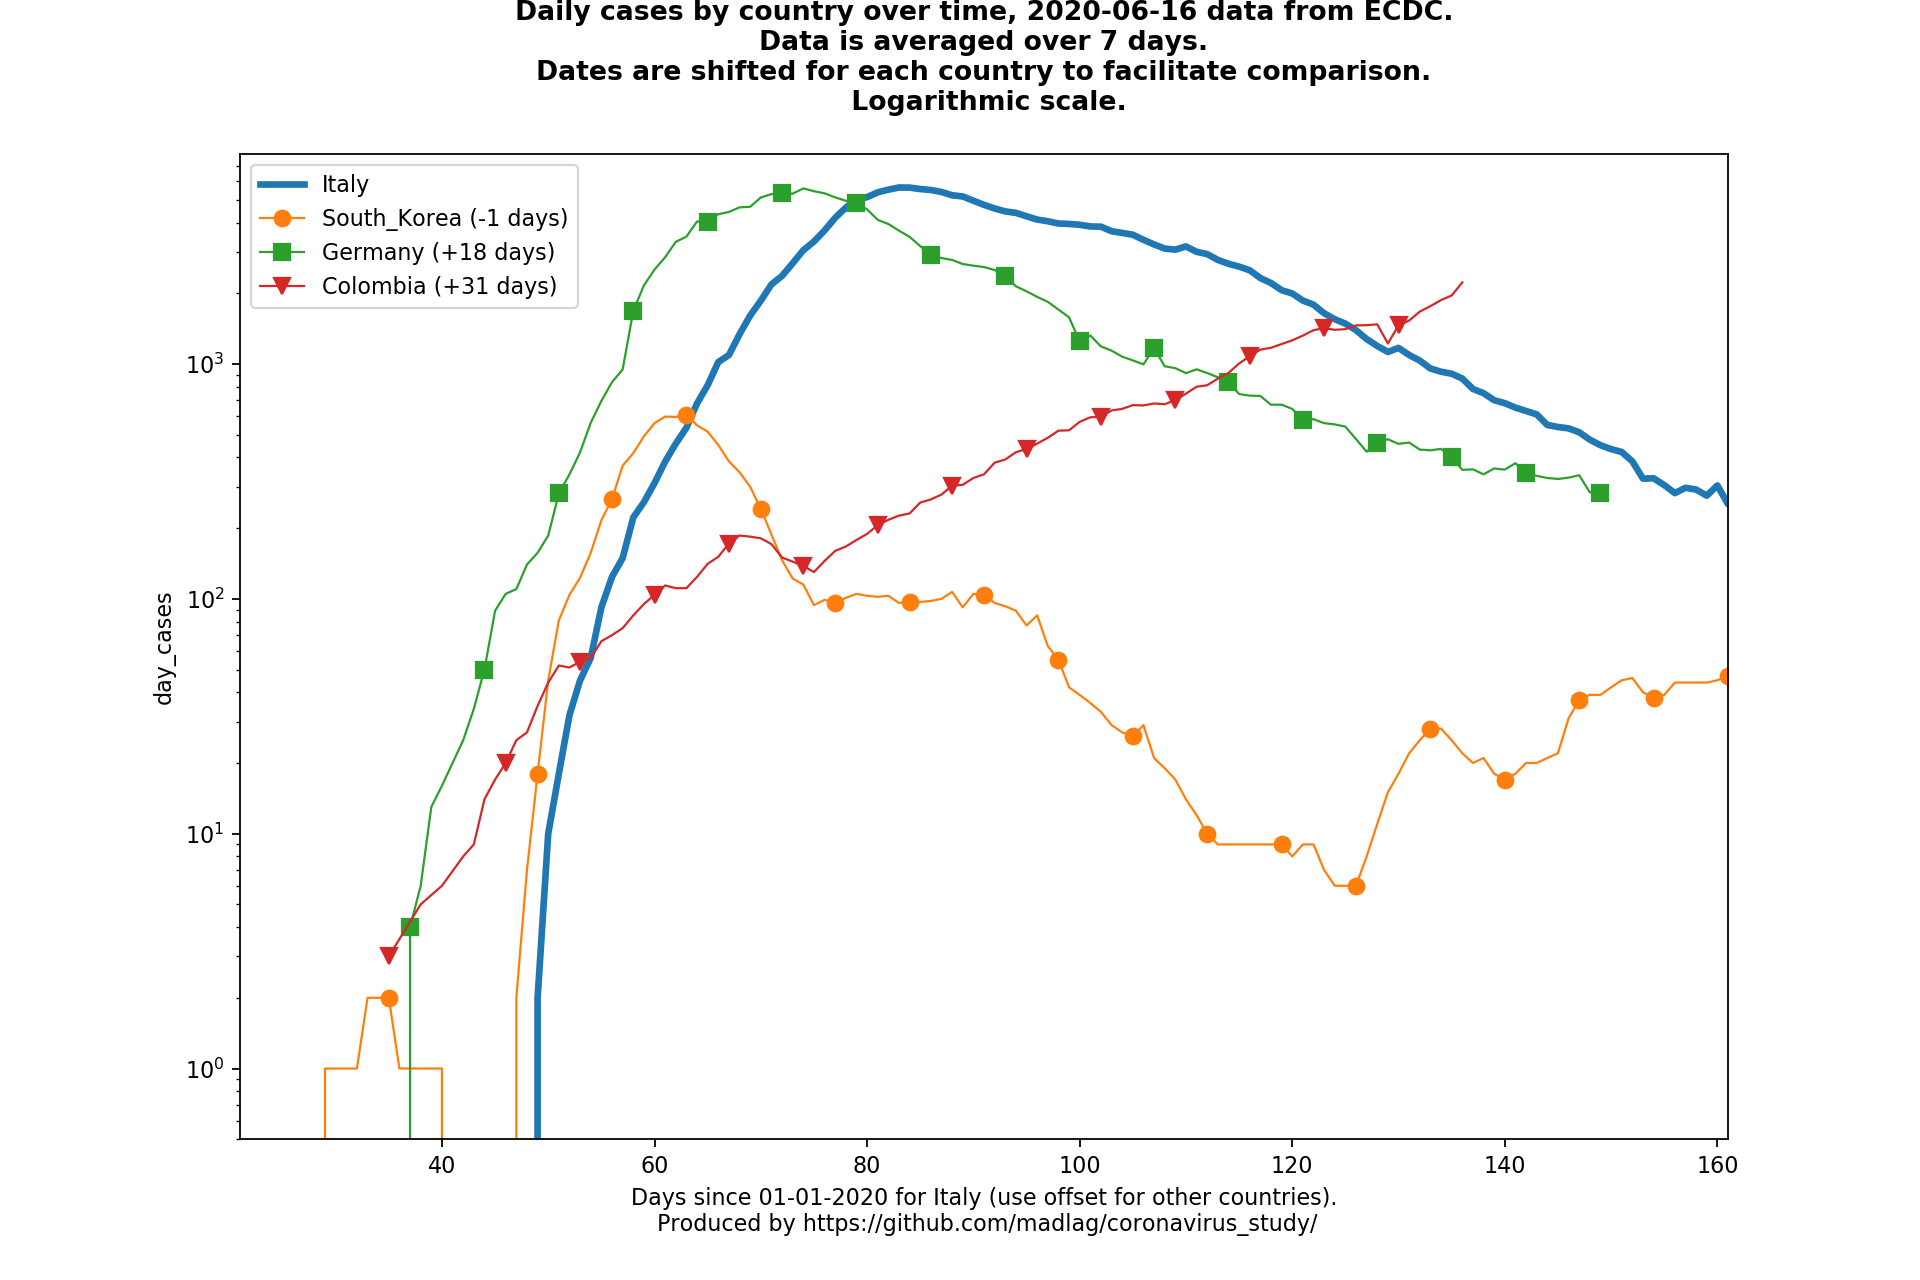 Daily cases by country over time, 2020-06-16 data from ECDC.
Data is averaged over 7 days.
Dates are shifted for each country to facilitate comparison.
Logarithmic scale.
Italy
South_Korea (-1 days)
Germany (+18 days)
Colombia (+31 days)
10³
10²
10¹
10⁰
day_cases
40 60 80 100 120 140 160
Days since 01-01-2020 for Italy (use offset for other countries).
Produced by https://github.com/madlag/coronavirus_study/